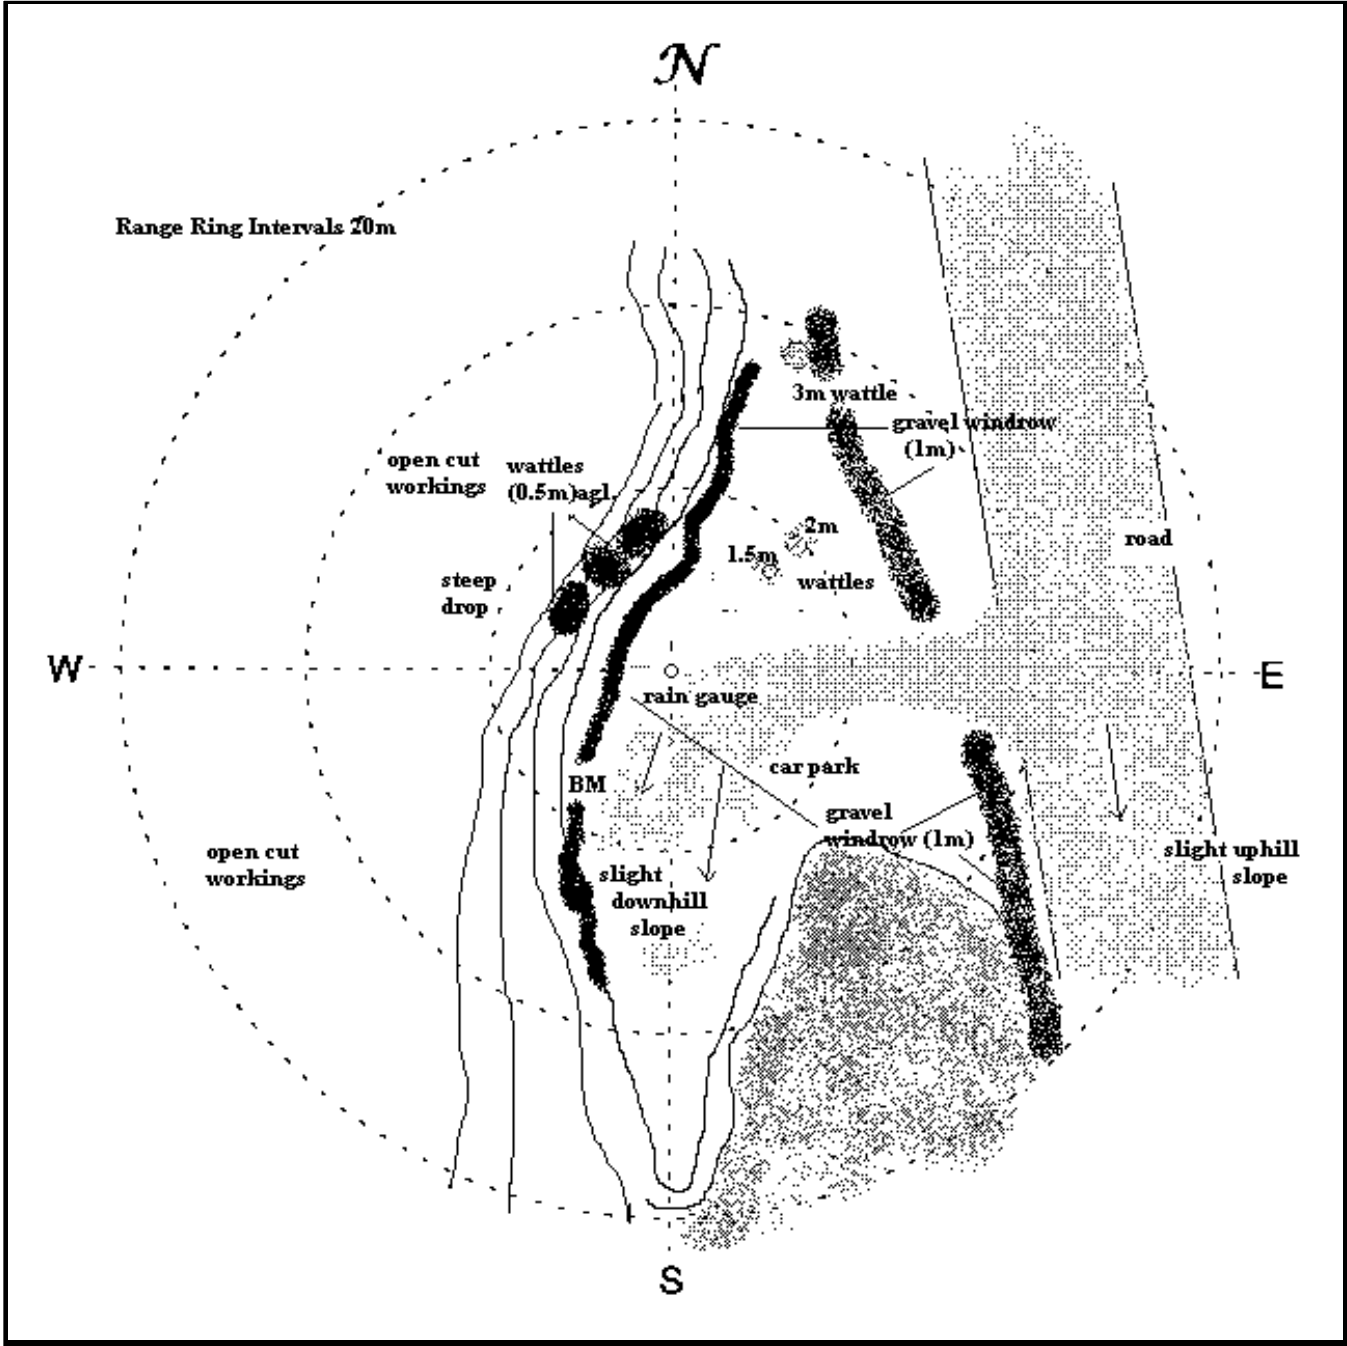 N
Range Ring Intervals 20m
3m wattle
gravel windrow
(1m)
open cut
workings
wattles
(0.5m)agl.
2m
1.5m
wattles
road
steep
drop
W
E
rain gauge
car park
BM
gravel
windrow (1m)
open cut
workings
slight
downhill
slope
slight uphill
slope
S